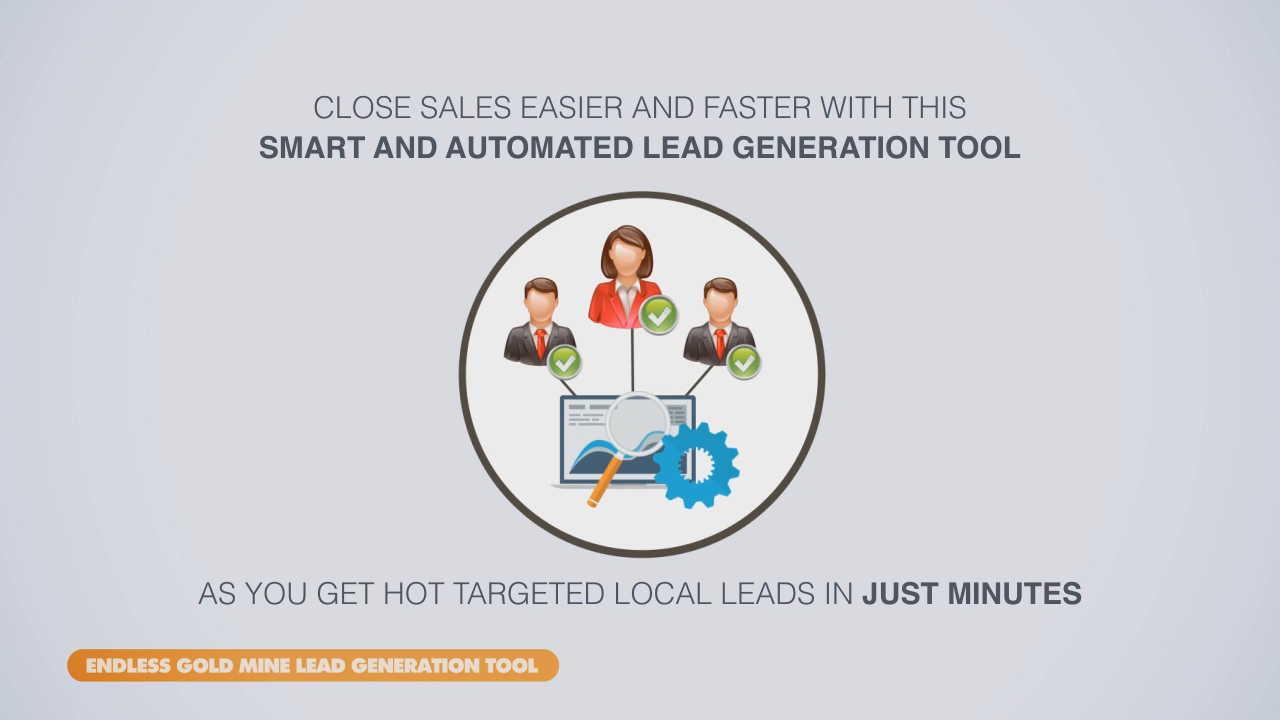 CLOSE SALES EASIER AND FASTER WITH THIS
SMART AND AUTOMATED LEAD GENERATION TOOL
AS YOU GET HOT TARGETED LOCAL LEADS IN JUST MINUTES
ENDLESS GOLD MINE LEAD GENERATION TOOL